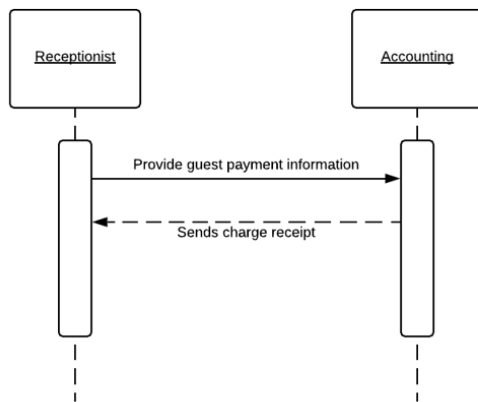 Receptionist
Accounting
Provide guest payment information
Sends charge receipt